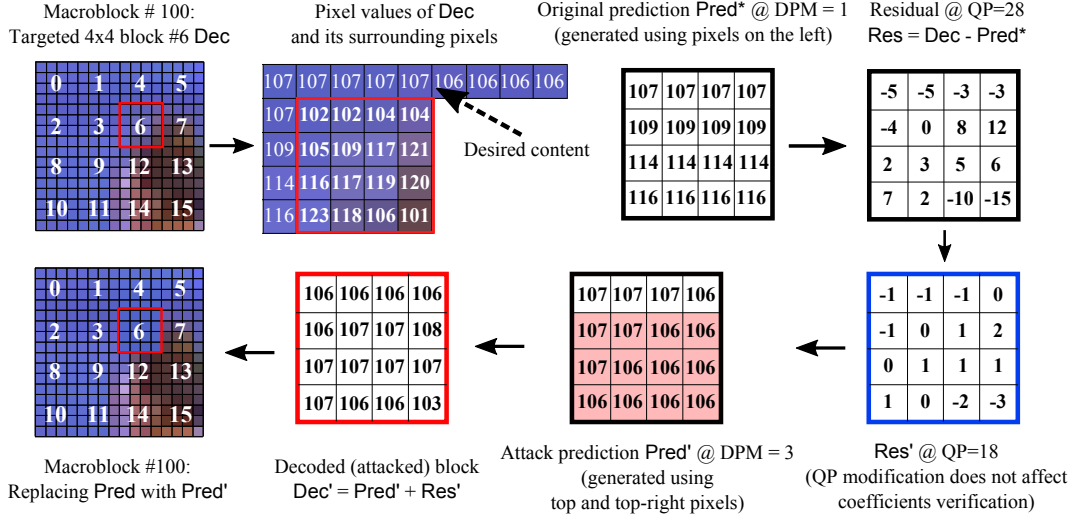 Macroblock # 100:
Targeted 4x4 block #6 Dec
0 1 4 5
2 3 6 7
8 9 12 13
10 11 14 15
Pixel values of Dec
and its surrounding pixels
107 107 107 107 107 106 106 106 106
107 102 102 104 104
109 105 109 117 121
114 116 117 119 120
116 123 118 106 101
Desired content
Original prediction Pred* @ DPM = 1
(generated using pixels on the left)
107 107 107 107
109 109 109 109
114 114 114 114
116 116 116 116
Residual @ QP=28
Res = Dec - Pred*
-5 -5 -3 -3
-4 0 8 12
2 3 5 6
7 2 -10 -15
-1 -1 -1 0
-1 0 1 2
0 1 1 1
1 0 -2 -3
Res' @ QP=18
(QP modification does not affect
coefficients verification)
107 107 107 106
107 107 106 106
107 106 106 106
106 106 106 106
Attack prediction Pred' @ DPM = 3
(generated using
top and top-right pixels)
106 106 106 106
106 107 107 108
107 107 107 107
107 106 106 103
Decoded (attacked) block
Dec' = Pred' + Res'
0 1 4 5
2 3 6 7
8 9 12 13
10 11 14 15
Macroblock #100:
Replacing Pred with Pred'